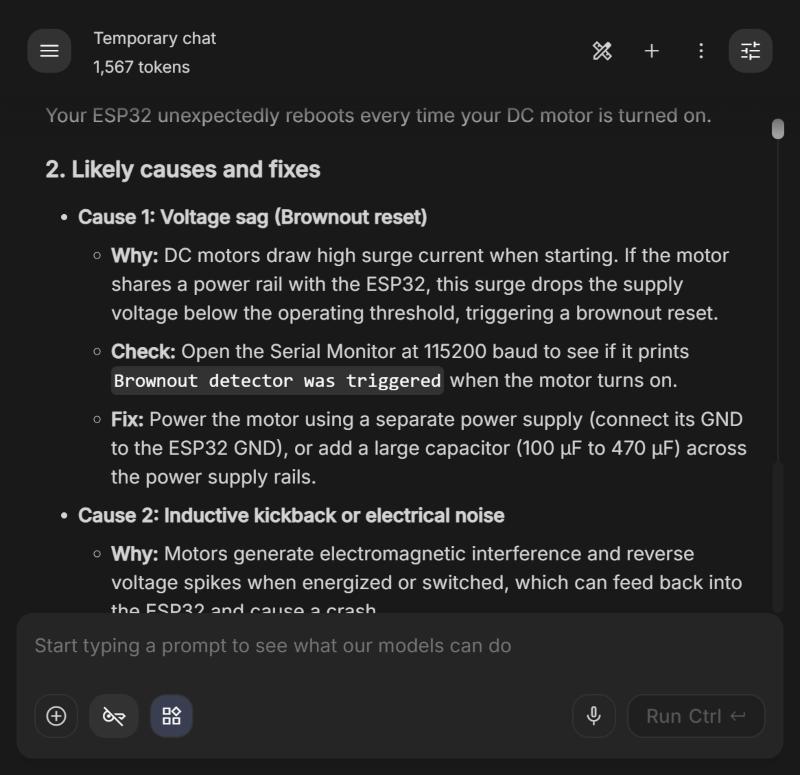 Temporary chat
1,567 tokens
Your ESP32 unexpectedly reboots every time your DC motor is turned on.
2. Likely causes and fixes
• Cause 1: Voltage sag (Brownout reset)
◦ Why: DC motors draw high surge current when starting. If the motor
shares a power rail with the ESP32, this surge drops the supply
voltage below the operating threshold, triggering a brownout reset.
◦ Check: Open the Serial Monitor at 115200 baud to see if it prints
Brownout detector was triggered when the motor turns on.
◦ Fix: Power the motor using a separate power supply (connect its GND
to the ESP32 GND), or add a large capacitor (100 µF to 470 µF) across
the power supply rails.
• Cause 2: Inductive kickback or electrical noise
◦ Why: Motors generate electromagnetic interference and reverse
voltage spikes when energized or switched, which can feed back into
the ESP32 and cause a crash
Start typing a prompt to see what our models can do
Run Ctrl ↵